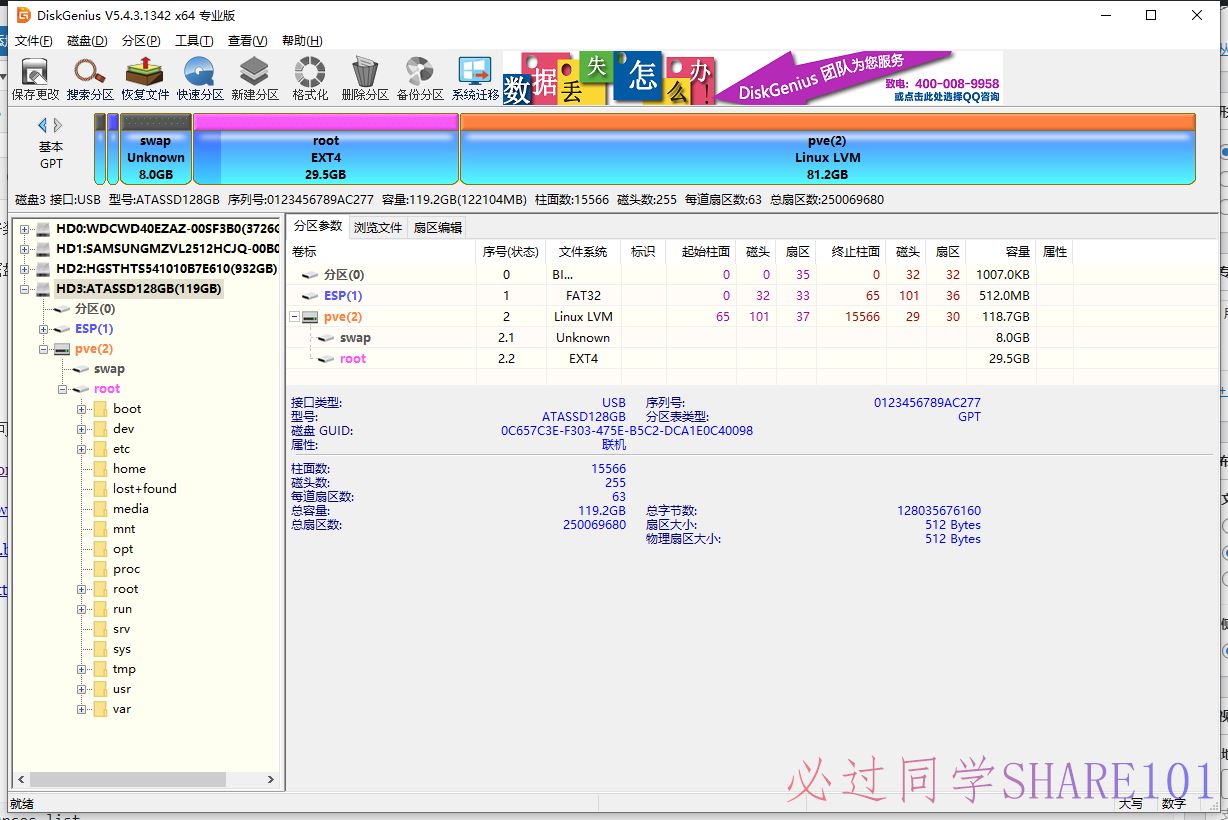 DiskGenius V5.4.3.1342 x64 专业版
文件(F) 磁盘(D) 分区(P) 工具(T) 查看(V) 帮助(H)
保存更改 搜索分区 恢复文件 快速分区 新建分区 格式化 删除分区 备份分区 系统迁移
数据丢失怎么办!
DiskGenius 团队为您服务
致电: 400-008-9958
或点击此处选择QQ咨询
基本
GPT
swap
Unknown
8.0GB
root
EXT4
29.5GB
pve(2)
Linux LVM
81.2GB
磁盘3 接口:USB 型号:ATASSD128GB 序列号:0123456789AC277 容量:119.2GB(122104MB) 柱面数:15566 磁头数:255 每道扇区数:63 总扇区数:250069680
HD0:WDCWD40EZAZ-00SF3B0(3726G
HD1:SAMSUNGMZVL2512HCJQ-00B0
HD2:HGSTHTS541010B7E610(932GB)
HD3:ATASSD128GB(119GB)
分区(0)
ESP(1)
pve(2)
swap
root
boot
dev
etc
home
lost+found
media
mnt
opt
proc
root
run
srv
sys
tmp
usr
var
分区参数 浏览文件 扇区编辑
卷标 序号(状态) 文件系统 标识 起始柱面 磁头 扇区 终止柱面 磁头 扇区 容量 属性
分区(0) 0 BI... 0 0 35 0 32 32 1007.0KB
ESP(1) 1 FAT32 0 32 33 65 101 36 512.0MB
pve(2) 2 Linux LVM 65 101 37 15566 29 30 118.7GB
swap 2.1 Unknown 8.0GB
root 2.2 EXT4 29.5GB
接口类型: USB 序列号: 0123456789AC277
型号: ATASSD128GB 分区表类型: GPT
磁盘 GUID: 0C657C3E-F303-475E-B5C2-DCA1E0C40098
属性: 联机
柱面数: 15566
磁头数: 255
每道扇区数: 63
总容量: 119.2GB 总字节数: 128035676160
总扇区数: 250069680 扇区大小: 512 Bytes
物理扇区大小: 512 Bytes
必过同学SHARE101
就绪 大写 数字